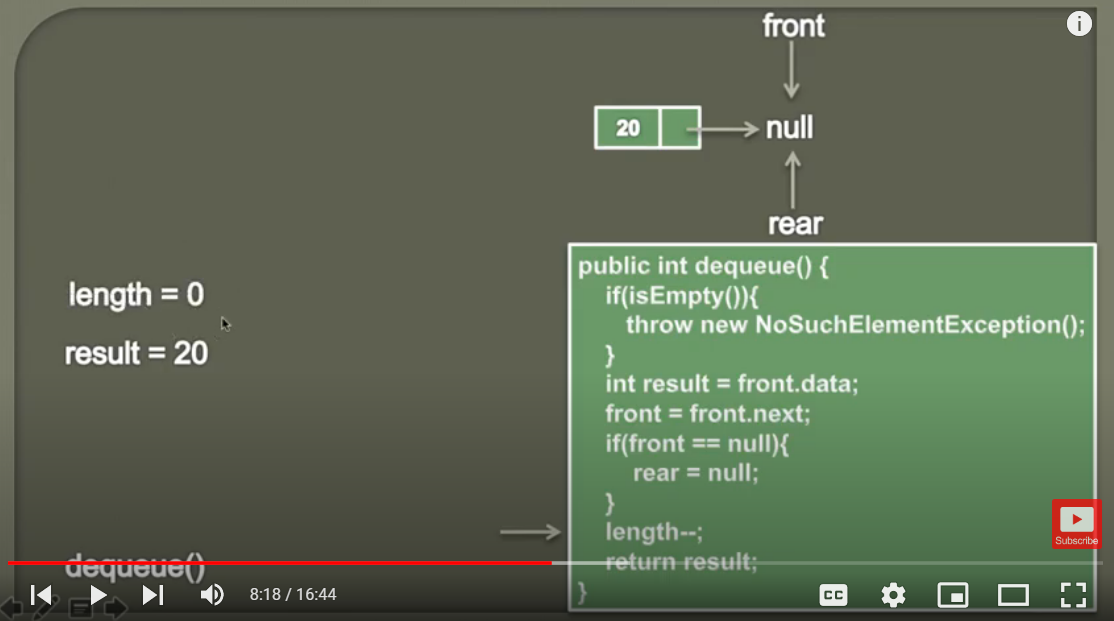 front
20
null
rear
public int dequeue() {
if(isEmpty()){
throw new NoSuchElementException();
}
int result = front.data;
front = front.next;
if(front == null){
rear = null;
}
length--;
return result;
}
length = 0
result = 20
dequeue()
Subscribe
8:18 / 16:44
CC
i